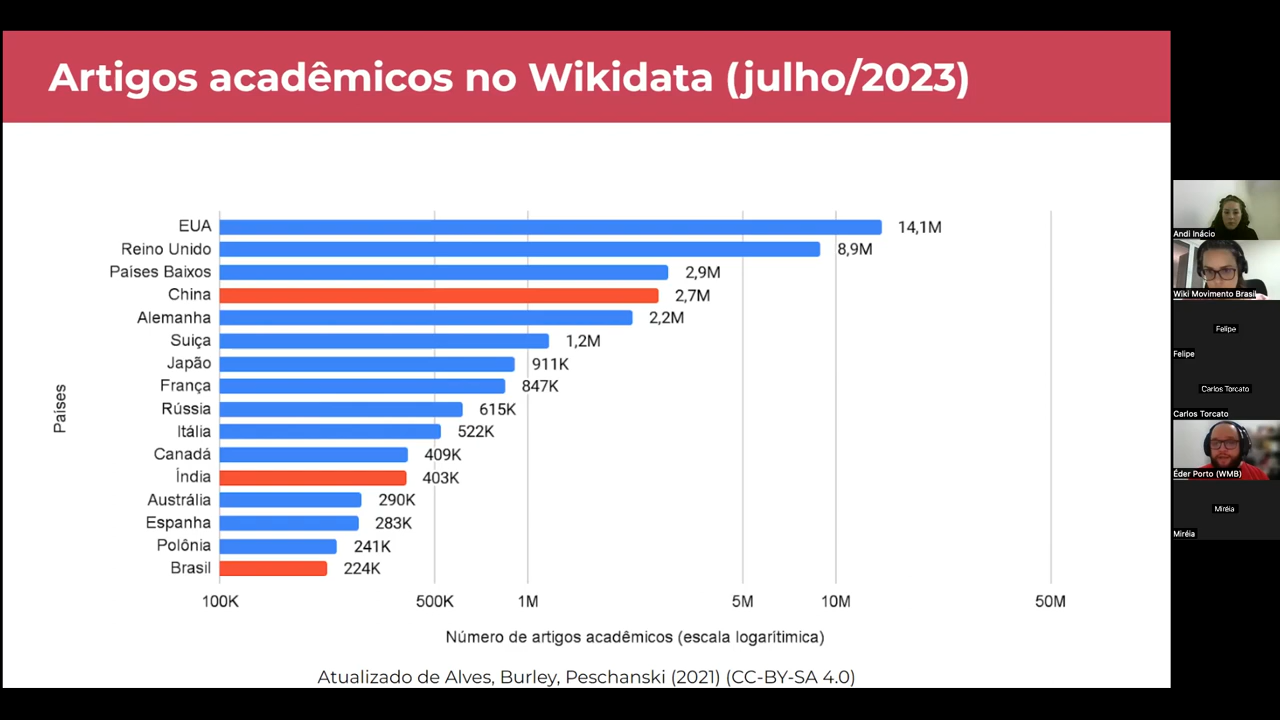 Artigos acadêmicos no Wikidata (julho/2023)
Países
EUA 14,1M
Reino Unido 8,9M
Países Baixos 2,9M
China 2,7M
Alemanha 2,2M
Suiça 1,2M
Japão 911K
França 847K
Rússia 615K
Itália 522K
Canadá 409K
Índia 403K
Austrália 290K
Espanha 283K
Polônia 241K
Brasil 224K
100K 500K 1M 5M 10M 50M
Número de artigos acadêmicos (escala logarítimica)
Atualizado de Alves, Burley, Peschanski (2021) (CC-BY-SA 4.0)
Andi Inácio
Wiki Movimento Brasil
Felipe
Felipe
Carlos Torcato
Carlos Torcato
Éder Porto (WMB)
Miréia
Miréia